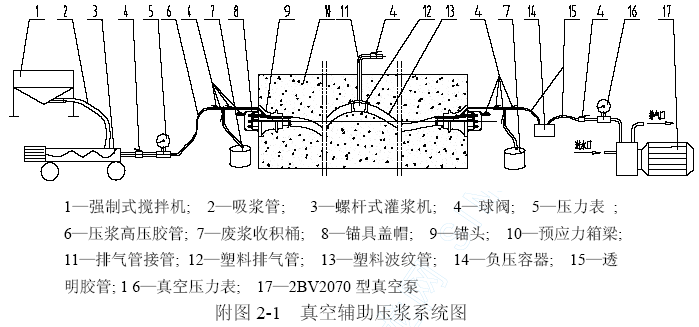 1 2 3 4 5 6 4 7 8 9 10 11 4 12 13 4 7 14 15 4 16 17
排气口
进水口
1—强制式搅拌机; 2—吸浆管; 3—螺杆式灌浆机; 4—球阀; 5—压力表 ;
6—压浆高压胶管; 7—废浆收积桶; 8—锚具盖帽; 9—锚头; 10—预应力箱梁;
11—排气管接管; 12—塑料排气管; 13—塑料波纹管; 14—负压容器; 15—透
明胶管; 1 6—真空压力表; 17—2BV2070 型真空泵
附图 2-1 真空辅助压浆系统图